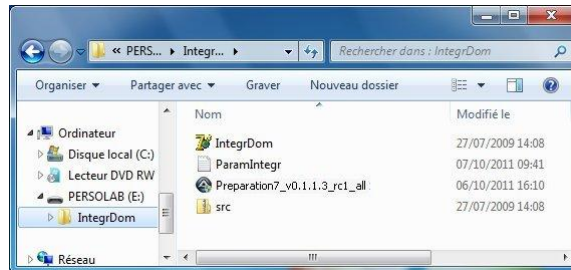 « PERS... Integr... Rechercher dans : IntegrDom
Organiser Partager avec Graver Nouveau dossier
Nom Modifié le
Ordinateur
Disque local (C:)
Lecteur DVD RW
PERSOLAB (E:)
IntegrDom
Réseau
IntegrDom 27/07/2009 14:08
ParamIntegr 07/10/2011 09:41
Preparation7_v0.1.1.3_rc1_all 06/10/2011 16:10
src 27/07/2009 14:08